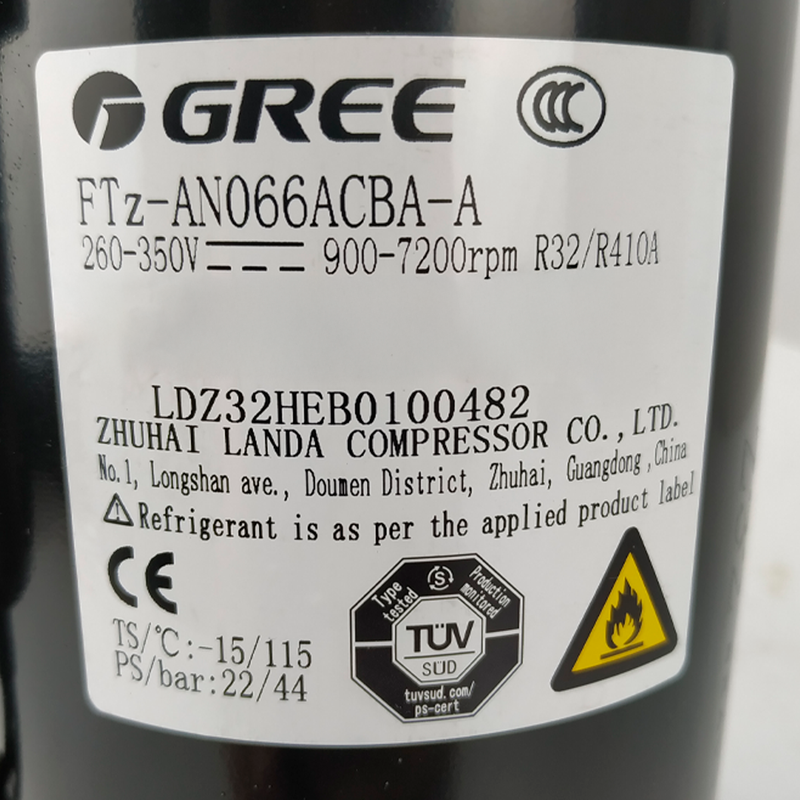 GREE
CCC
FTz-AN066ACBA-A
260-350V 900-7200rpm R32/R410A
LDZ32HEB0100482
ZHUHAI LANDA COMPRESSOR CO., LTD.
No.1, Longshan ave., Doumen District, Zhuhai, Guangdong, China
Refrigerant is as per the applied product label
CE
TS/℃:-15/115
PS/bar:22/44
Type tested
S
Production monitored
TÜV
SÜD
tuvsud.com/
ps-cert